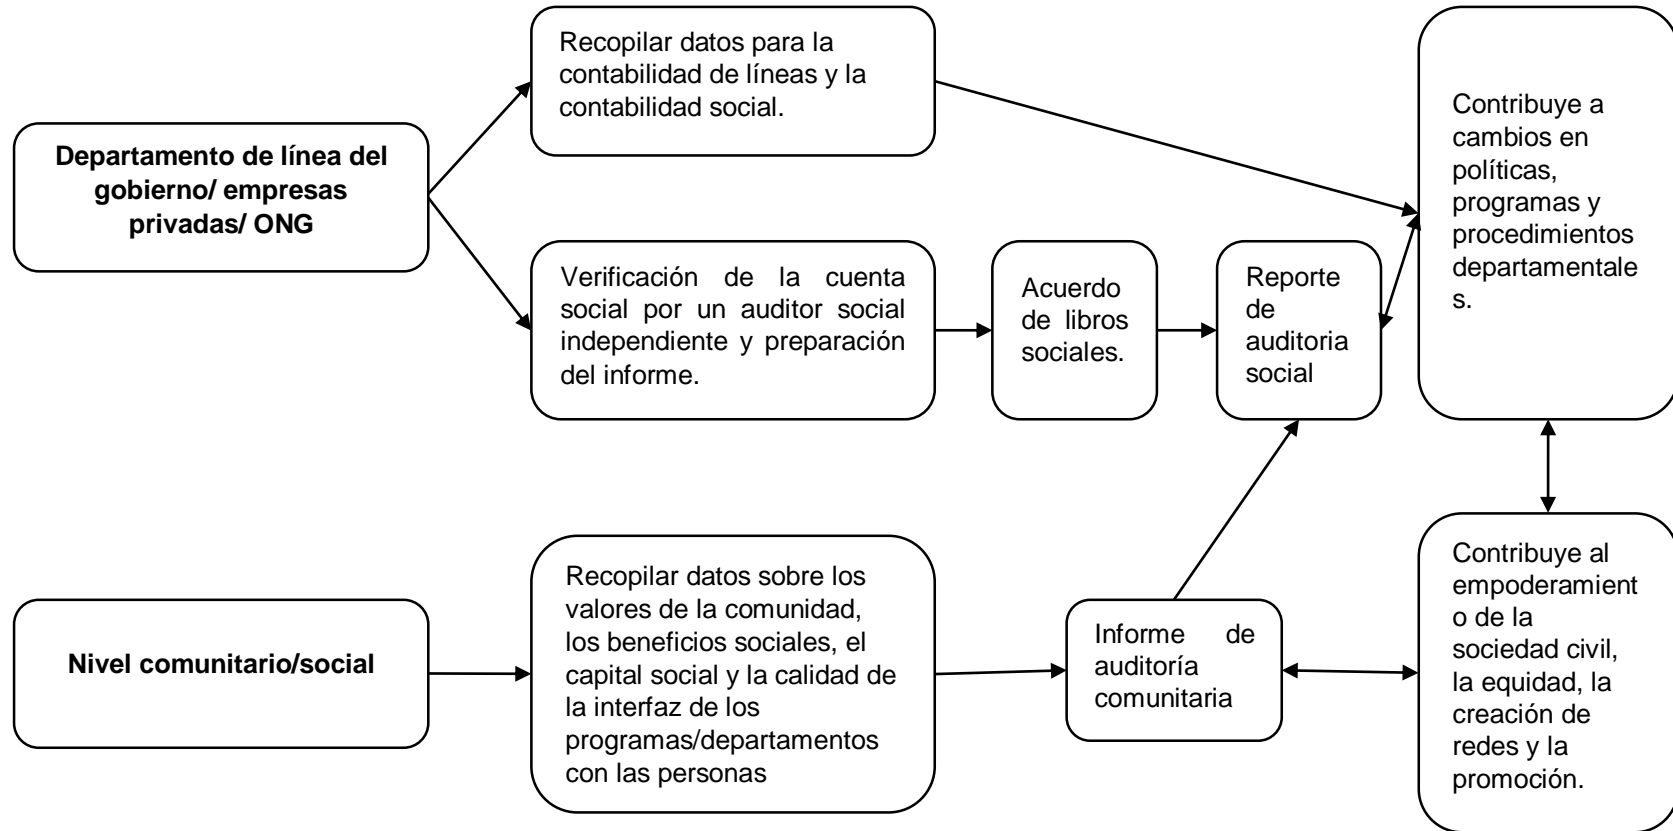 Departamento de línea del
gobierno/ empresas
privadas/ ONG
Recopilar datos para la
contabilidad de líneas y la
contabilidad social.
Verificación de la cuenta
social por un auditor social
independiente y preparación
del informe.
Acuerdo
de libros
sociales.
Reporte
de
auditoria
social
Contribuye a
cambios en
políticas,
programas y
procedimientos
departamentale
s.
Nivel comunitario/social
Recopilar datos sobre los
valores de la comunidad,
los beneficios sociales, el
capital social y la calidad de
la interfaz de los
programas/departamentos
con las personas
Informe de
auditoría
comunitaria
Contribuye al
empoderamient
o de la
sociedad civil,
la equidad, la
creación de
redes y la
promoción.